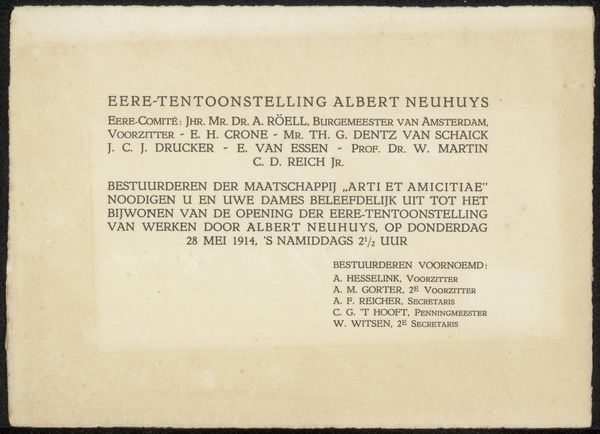 EERE-TENTOONSTELLING ALBERT NEUHUYS
EERE-COMITÉ: JHR. MR. DR. A. RÖELL, BURGEMEESTER VAN AMSTERDAM,
VOORZITTER - E. H. CRONE - MR. TH. G. DENTZ VAN SCHAICK
J. C. J. DRUCKER - E. VAN ESSEN - PROF. DR. W. MARTIN
C. D. REICH JR.
BESTUURDEREN DER MAATSCHAPPIJ „ARTI ET AMICITIAE”
NOODIGEN U EN UWE DAMES BELEEFDELIJK UIT TOT HET
BIJWONEN VAN DE OPENING DER EERE-TENTOONSTELLING
VAN WERKEN DOOR ALBERT NEUHUYS, OP DONDERDAG
28 MEI 1914, 'S NAMIDDAGS 2½ UUR
BESTUURDEREN VOORNOEMD:
A. HESSELINK, VOORZITTER
A. M. GORTER, 2E VOORZITTER
A. F. REICHER, SECRETARIS
C. G. 'T HOOFT, PENNINGMEESTER
W. WITSEN, 2E SECRETARIS